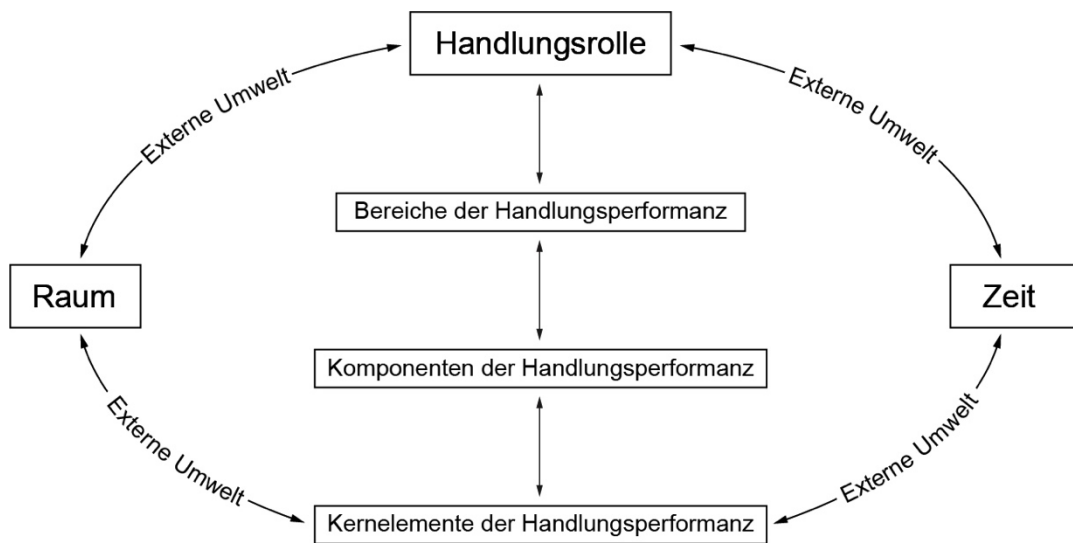 Handlungsrolle
Externe Umwelt
Externe Umwelt
Bereiche der Handlungsperformanz
Raum
Zeit
Komponenten der Handlungsperformanz
Externe Umwelt
Externe Umwelt
Kernelemente der Handlungsperformanz